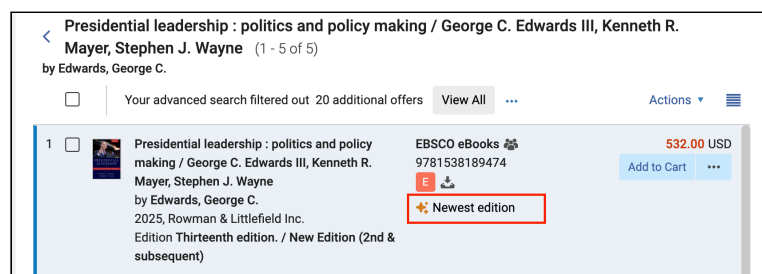 Presidential leadership : politics and policy making / George C. Edwards III, Kenneth R.
Mayer, Stephen J. Wayne (1 - 5 of 5)
by Edwards, George C.
Your advanced search filtered out 20 additional offers View All ...
Actions
1
Presidential leadership : politics and policy
making / George C. Edwards III, Kenneth R.
Mayer, Stephen J. Wayne
by Edwards, George C.
2025, Rowman & Littlefield Inc.
Edition Thirteenth edition. / New Edition (2nd &
subsequent)
EBSCO eBooks
9781538189474
E
Newest edition
532.00 USD
Add to Cart ...